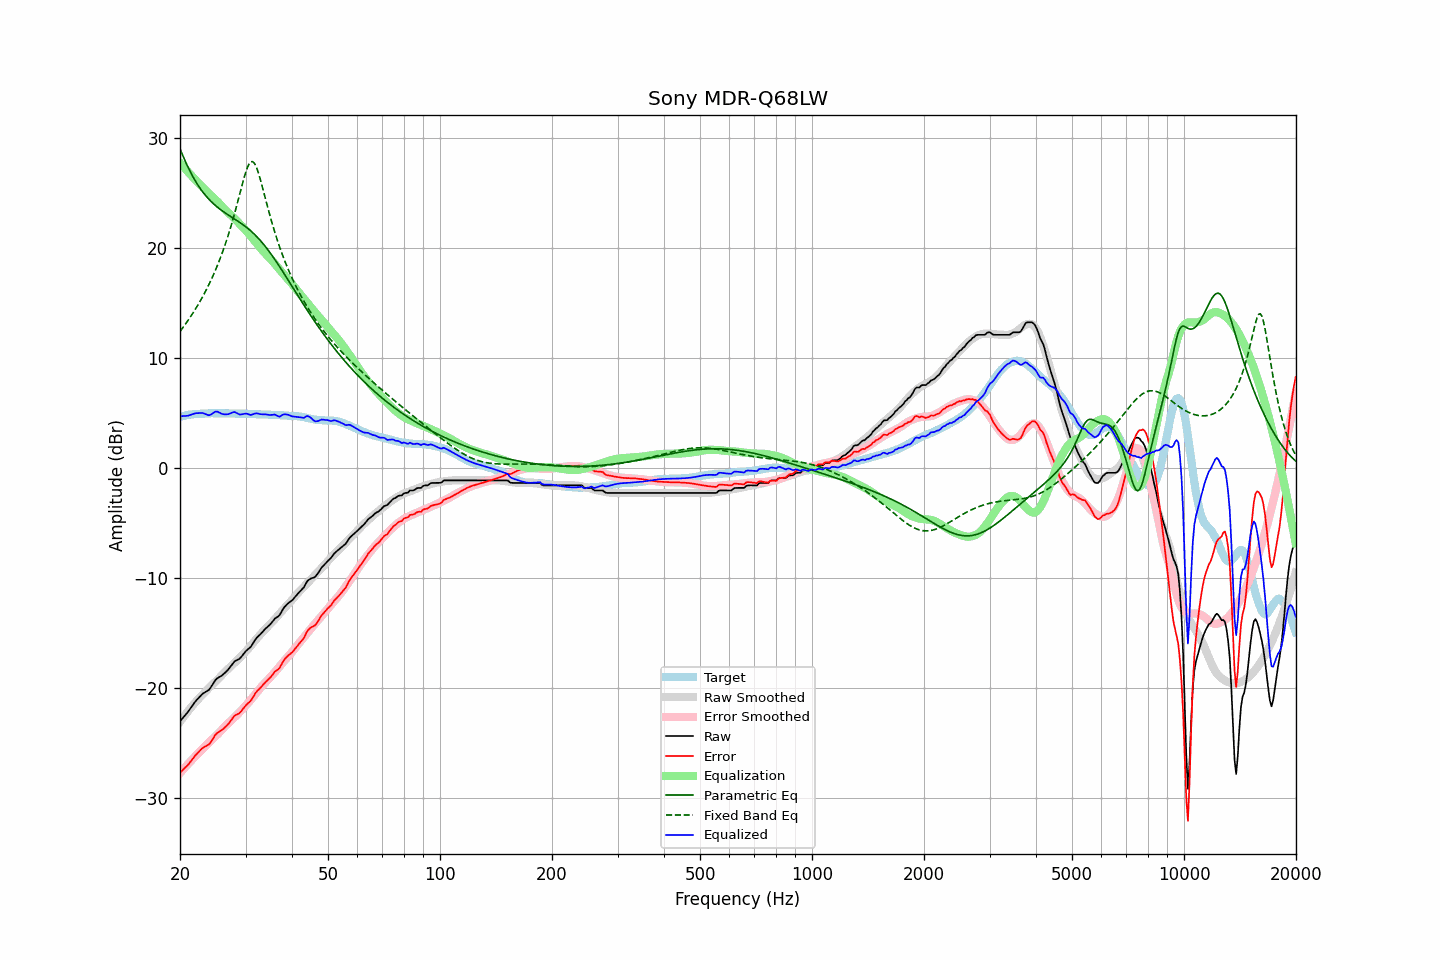 Sony MDR-Q68LW
Amplitude (dBr)
30
20
10
0
−10
−20
−30
20
50
100
200
500
1000
2000
5000
10000
20000
Frequency (Hz)
Target
Raw Smoothed
Error Smoothed
Raw
Error
Equalization
Parametric Eq
Fixed Band Eq
Equalized